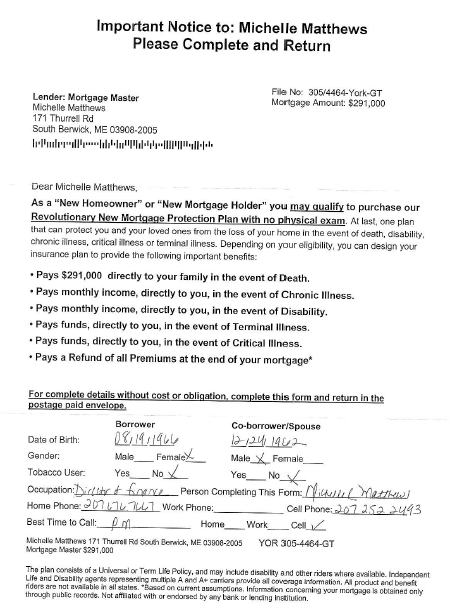 Important Notice to: Michelle Matthews
Please Complete and Return
Lender: Mortgage Master
Michelle Matthews
171 Thurrell Rd
South Berwick, ME 03908-2005
File No: 305/4464-York-GT
Mortgage Amount: $291,000
Dear Michelle Matthews,
As a "New Homeowner" or "New Mortgage Holder" you may qualify to purchase our
Revolutionary New Mortgage Protection Plan with no physical exam. At last, one plan
that can protect you and your loved ones from the loss of your home in the event of death, disability,
chronic illness, critical illness or terminal illness. Depending on your eligibility, you can design your
insurance plan to provide the following important benefits:
• Pays $291,000 directly to your family in the event of Death.
• Pays monthly income, directly to you, in the event of Chronic Illness.
• Pays monthly income, directly to you, in the event of Disability.
• Pays funds, directly to you, in the event of Terminal Illness.
• Pays funds, directly to you, in the event of Critical Illness.
• Pays a Refund of all Premiums at the end of your mortgage*
For complete details without cost or obligation, complete this form and return in the
postage paid envelope.
Borrower Co-borrower/Spouse
Date of Birth: 08/19/1966 12/24/1962
Gender: Male Female X Male X Female
Tobacco User: Yes No X Yes No X
Occupation: of finance Person Completing This Form: Michelle Matthews
Home Phone: Work Phone: Cell Phone: 207 252 2493
Best Time to Call: PM Home Work Cell ✓
Michelle Matthews 171 Thurrell Rd South Berwick, ME 03908-2005 YOR 305-4464-GT
Mortgage Master $291,000
The plan consists of a Universal or Term Life Policy, and may include disability and other riders where available. Independent
Life and Disability agents representing multiple A and A+ carriers provide all coverage information. All product and benefit
riders are not available in all states. *Based on current assumptions. Information concerning your mortgage is obtained only
through public records. Not affiliated with or endorsed by any bank or lending institution.